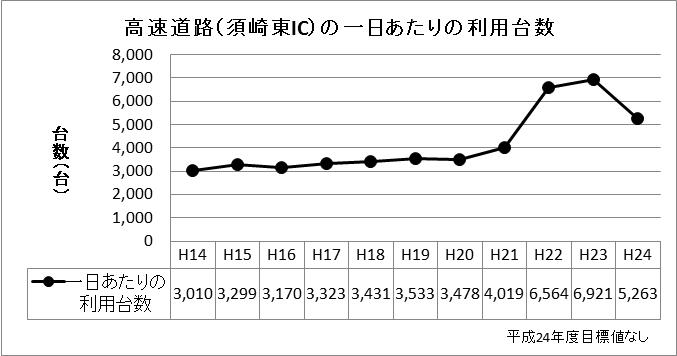 高速道路(須崎東IC)の一日あたりの利用台数
台数(台)
8,000
7,000
6,000
5,000
4,000
3,000
2,000
1,000
0
H14 H15 H16 H17 H18 H19 H20 H21 H22 H23 H24
一日あたりの
利用台数
3,010 3,299 3,170 3,323 3,431 3,533 3,478 4,019 6,564 6,921 5,263
平成24年度目標値なし